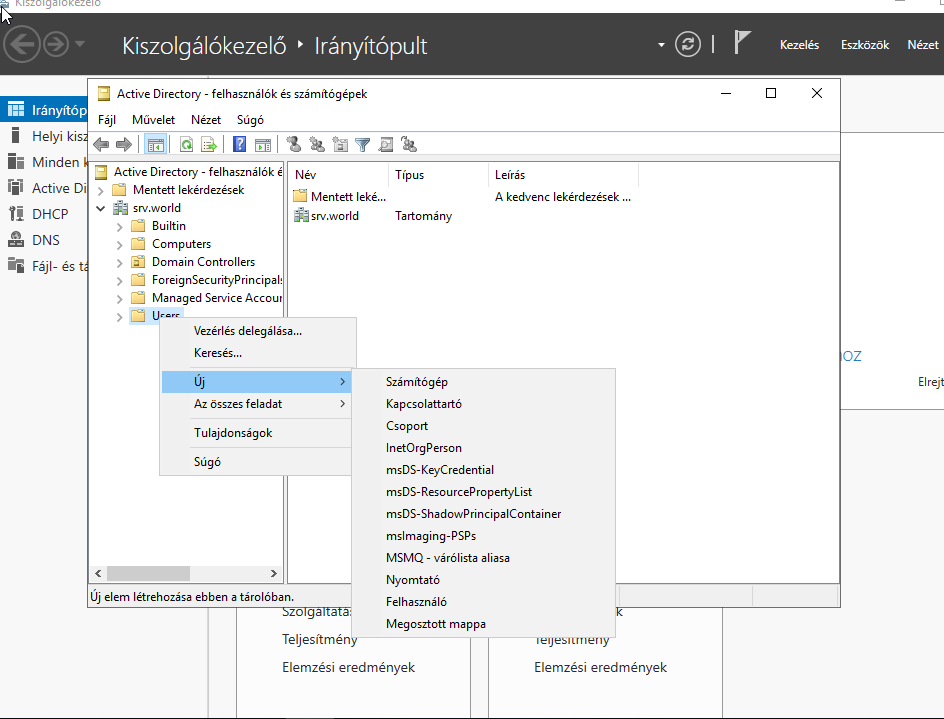 Kiszolgálókezelő
Kiszolgálókezelő ‣ Irányítópult
Kezelés Eszközök Nézet
Active Directory - felhasználók és számítógépek
Fájl Művelet Nézet Súgó
Irányítóp
Helyi kisz
Minden k
Active Di
DHCP
DNS
Fájl- és tá
Active Directory - felhasználók é
Mentett lekérdezések
srv.world
Builtin
Computers
Domain Controllers
ForeignSecurityPrincipals
Managed Service Accoun
Users
Név Típus Leírás
Mentett leké... A kedvenc lekérdezések ...
srv.world Tartomány
Vezérlés delegálása...
Keresés...
Új
Az összes feladat
Tulajdonságok
Súgó
Számítógép
Kapcsolattartó
Csoport
InetOrgPerson
msDS-KeyCredential
msDS-ResourcePropertyList
msDS-ShadowPrincipalContainer
msImaging-PSPs
MSMQ - várólista aliasa
Nyomtató
Felhasználó
Megosztott mappa
HOZ
Elrejt
Új elem létrehozása ebben a tárolóban.
Szolgáltatás k
Teljesítmény Teljesítmény
Elemzési eredmények Elemzési eredmények